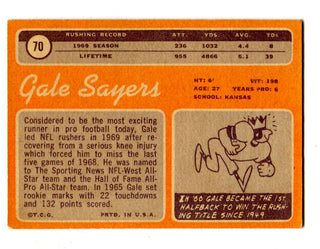 70
RUSHING RECORD ATT. YDS. AVG. TDS.
1969 SEASON 236 1032 4.4 8
LIFETIME 955 4866 5.1 39
Gale Sayers
HT: 6' WT: 198
AGE: 27 YEARS PRO: 6
SCHOOL: KANSAS
Considered to be the most exciting
runner in pro football today, Gale
led NFL rushers in 1969 after re-
covering from a serious knee injury
which forced him to miss the last
five games of 1968. He was named
to The Sporting News NFL-West All-
Star team and the Hall of Fame All-
Pro All-Star team. In 1965 Gale set
rookie marks with 22 touchdowns
and 132 points scored.
©T.C.G. PRTD. IN U.S.A.
IN '66 GALE BECAME THE 1ST.
HALFBACK TO WIN THE RUSH-
ING TITLE SINCE 1949